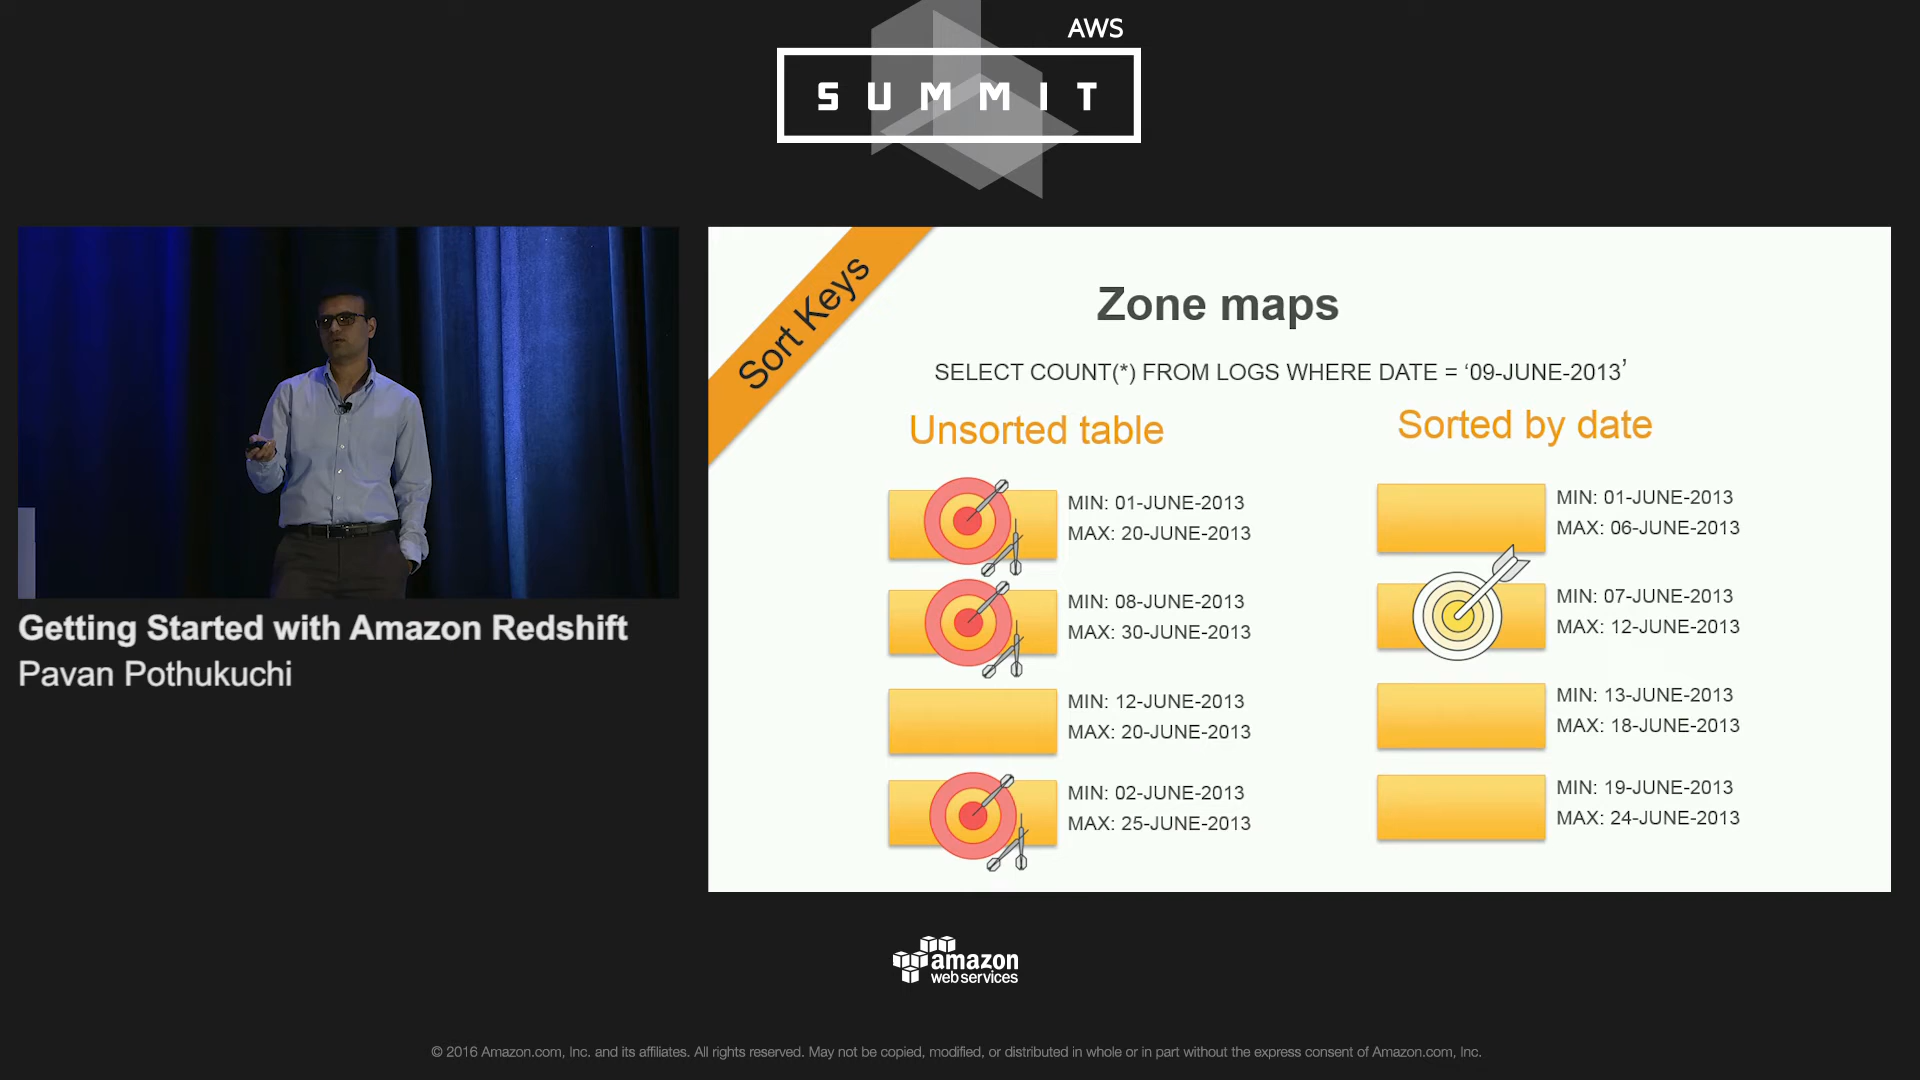 AWS
SUMMIT
Sort Keys
Zone maps
SELECT COUNT(*) FROM LOGS WHERE DATE = ‘09-JUNE-2013’
Unsorted table
MIN: 01-JUNE-2013
MAX: 20-JUNE-2013
MIN: 08-JUNE-2013
MAX: 30-JUNE-2013
MIN: 12-JUNE-2013
MAX: 20-JUNE-2013
MIN: 02-JUNE-2013
MAX: 25-JUNE-2013
Sorted by date
MIN: 01-JUNE-2013
MAX: 06-JUNE-2013
MIN: 07-JUNE-2013
MAX: 12-JUNE-2013
MIN: 13-JUNE-2013
MAX: 18-JUNE-2013
MIN: 19-JUNE-2013
MAX: 24-JUNE-2013
Getting Started with Amazon Redshift
Pavan Pothukuchi
amazon
webservices
© 2016 Amazon.com, Inc. and its affiliates. All rights reserved. May not be copied, modified, or distributed in whole or in part without the express consent of Amazon.com, Inc.